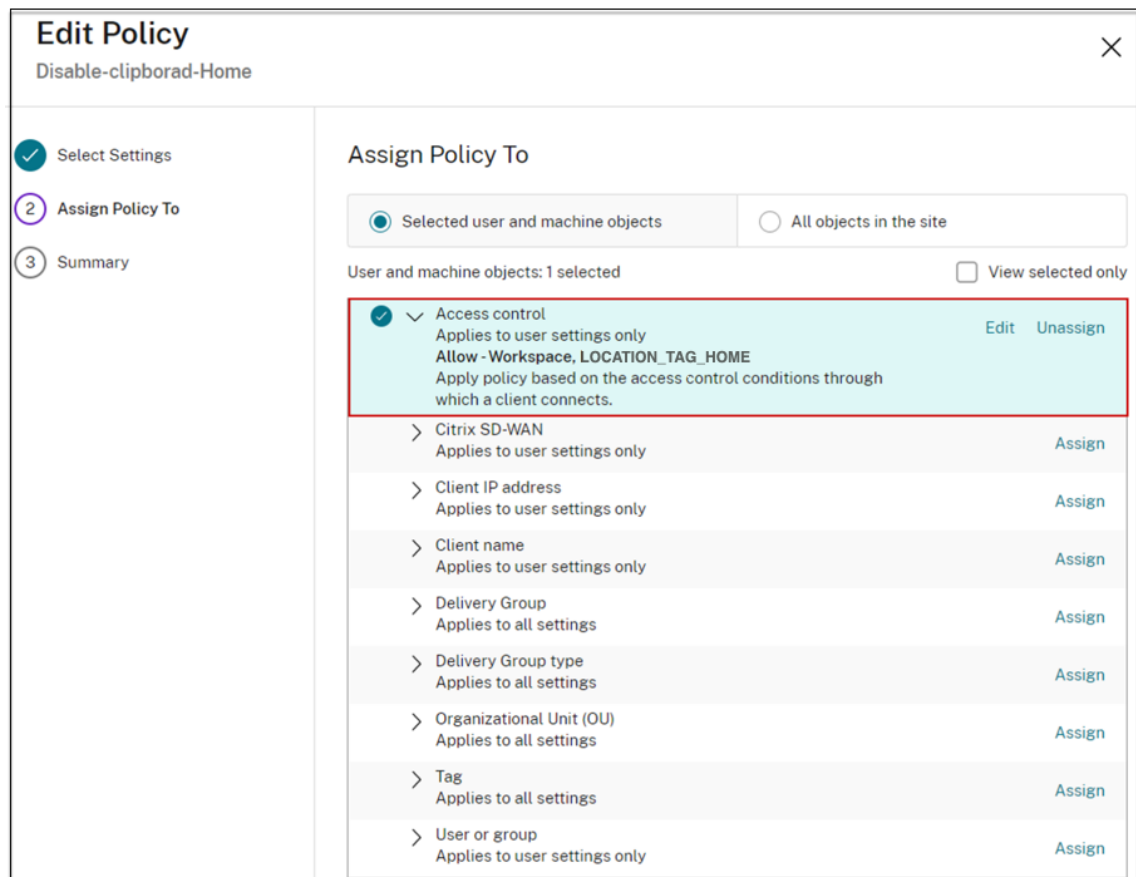 Edit Policy
Disable-clipborad-Home
Select Settings
2 Assign Policy To
3 Summary
Assign Policy To
Selected user and machine objects
All objects in the site
User and machine objects: 1 selected
View selected only
Access control
Applies to user settings only
Allow - Workspace, LOCATION_TAG_HOME
Apply policy based on the access control conditions through
which a client connects.
Edit Unassign
Citrix SD-WAN
Applies to user settings only
Assign
Client IP address
Applies to user settings only
Assign
Client name
Applies to user settings only
Assign
Delivery Group
Applies to all settings
Assign
Delivery Group type
Applies to all settings
Assign
Organizational Unit (OU)
Applies to all settings
Assign
Tag
Applies to all settings
Assign
User or group
Applies to user settings only
Assign